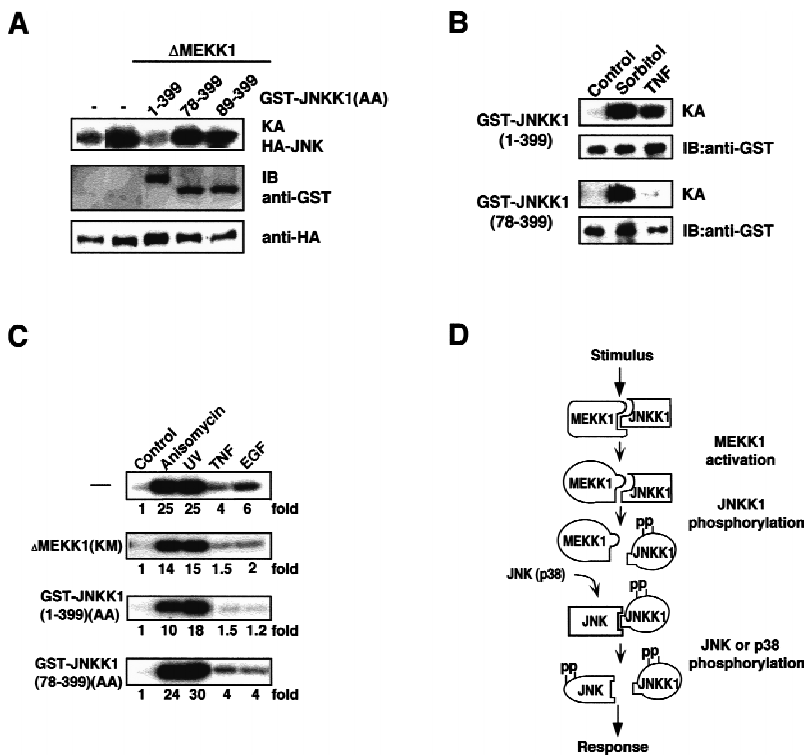 A
ΔMEKK1
- - 1-399 78-399 89-399 GST-JNKK1(AA)
KA
HA-JNK
IB
anti-GST
anti-HA
B
Control Sorbitol TNF
GST-JNKK1
(1-399)
KA
IB:anti-GST
GST-JNKK1
(78-399)
KA
IB:anti-GST
C
Control Anisomycin UV TNF EGF
—
1 25 25 4 6 fold
ΔMEKK1(KM)
1 14 15 1.5 2 fold
GST-JNKK1
(1-399)(AA)
1 10 18 1.5 1.2 fold
GST-JNKK1
(78-399)(AA)
1 24 30 4 4 fold
D
Stimulus
MEKK1 JNKK1
MEKK1
activation
MEKK1 JNKK1
JNKK1
phosphorylation
pp
MEKK1 JNKK1
JNK (p38)
pp
JNK JNKK1
JNK or p38
phosphorylation
pp pp
JNK JNKK1
Response